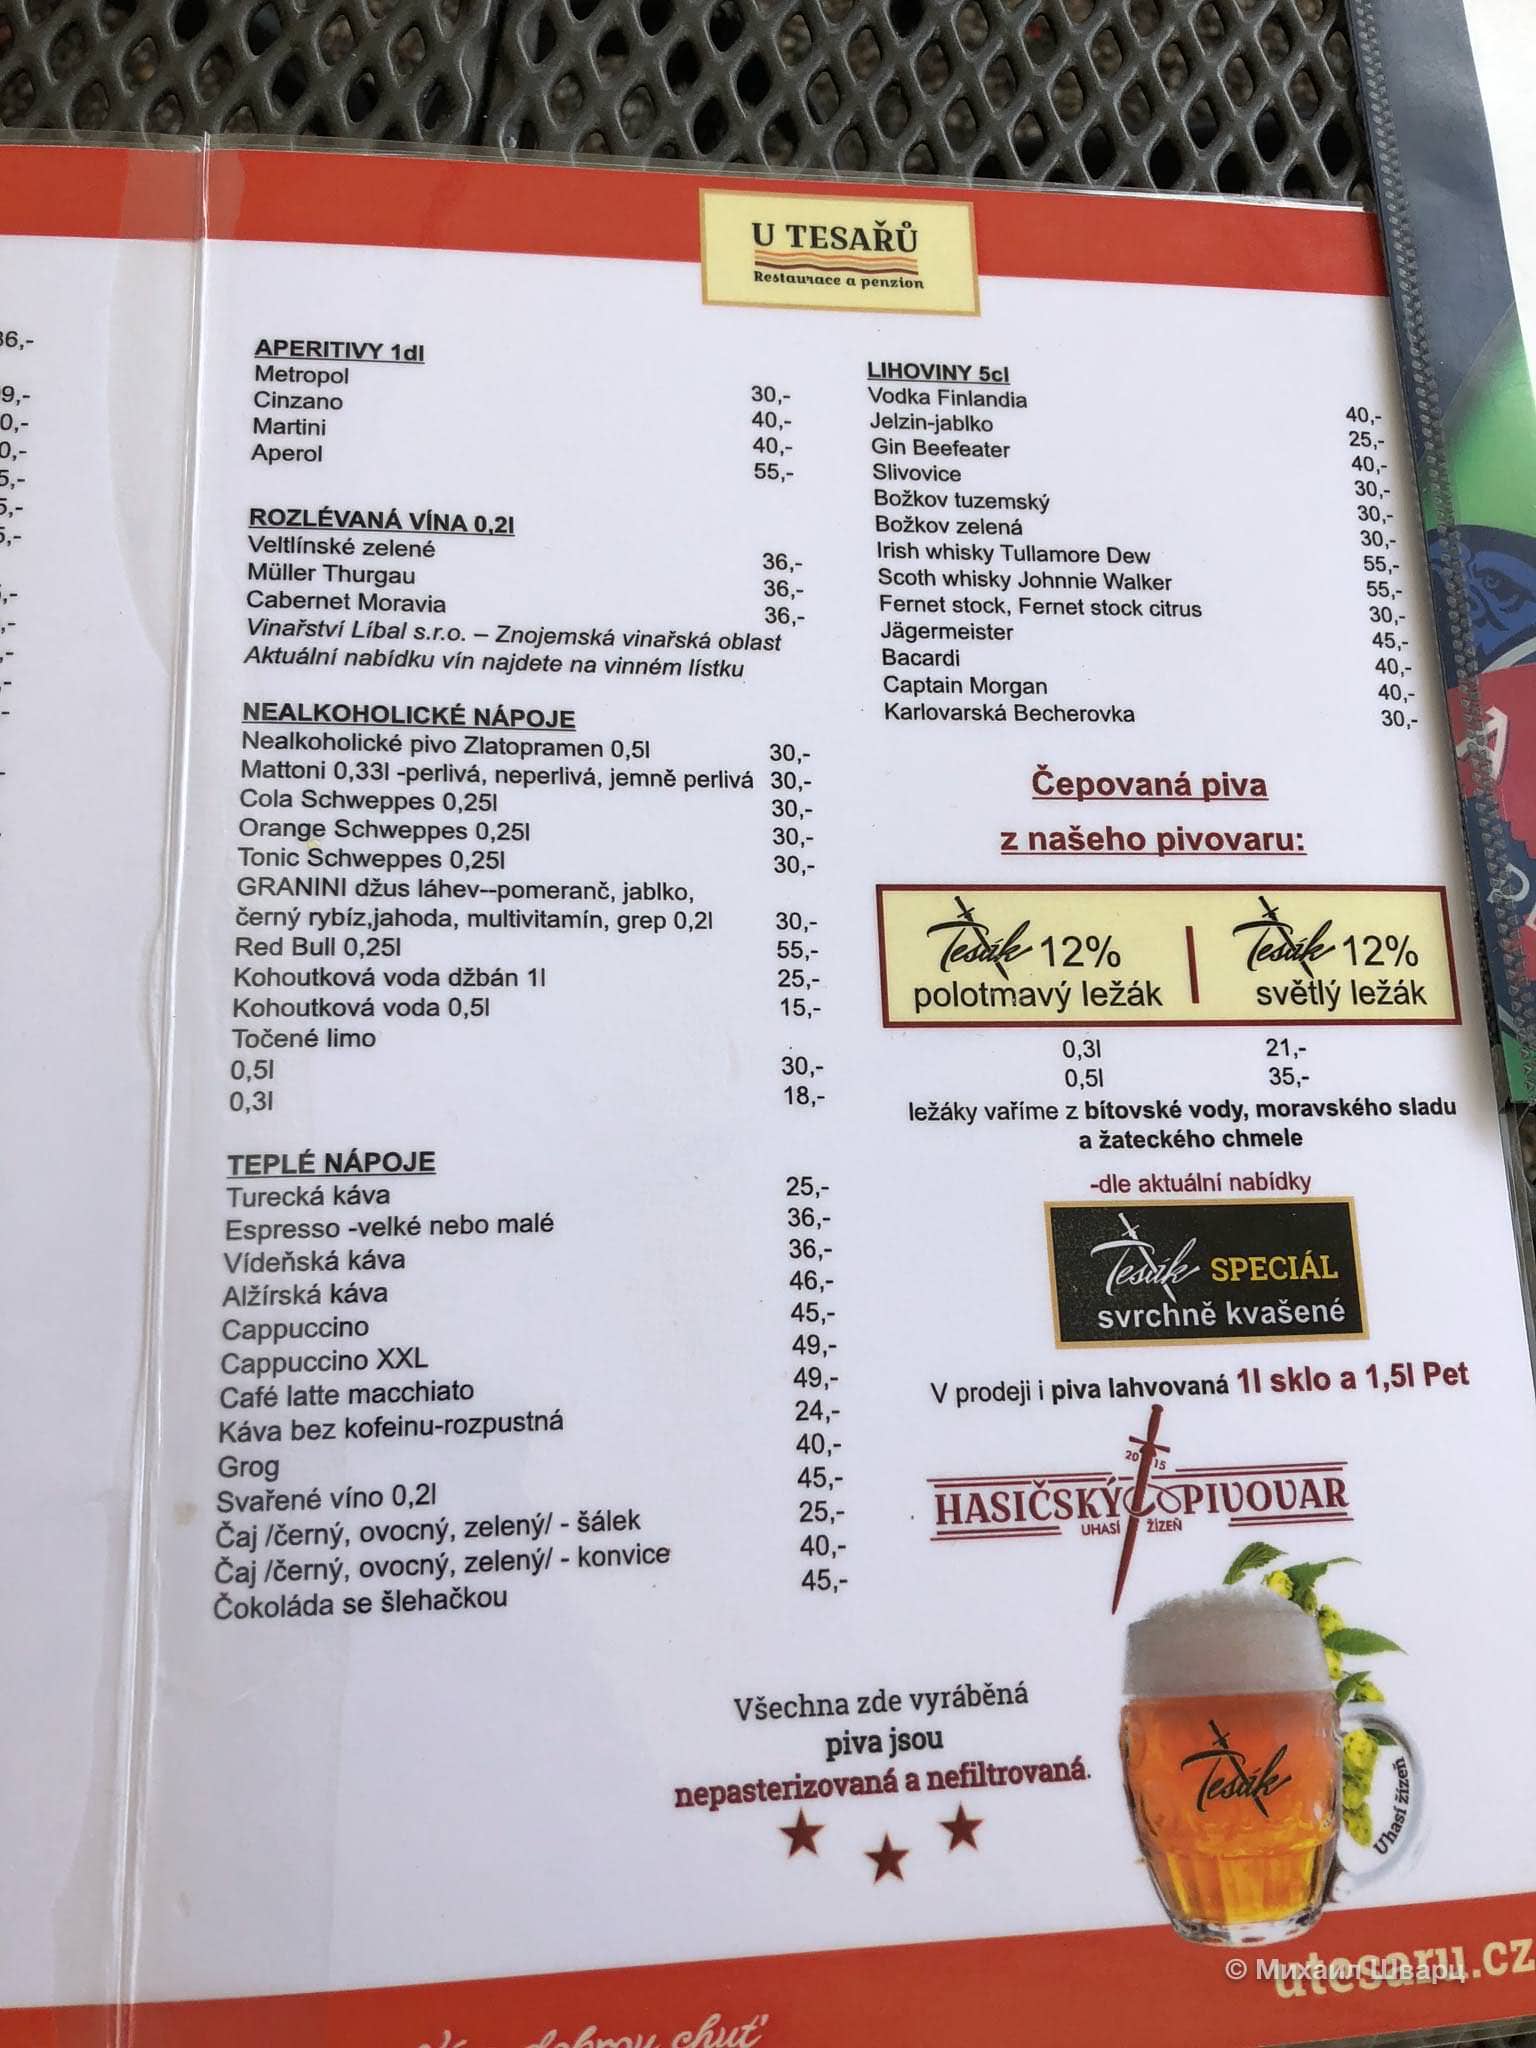 U TESAŘŮ
Restaurace a penzion
36,-
9,-
0,-
0,-
5,-
5,-
5,-
APERITIVY 1dl
Metropol 30,-
Cinzano 40,-
Martini 40,-
Aperol 55,-
ROZLÉVANÁ VÍNA 0,2l
Veltlínské zelené 36,-
Müller Thurgau 36,-
Cabernet Moravia 36,-
Vinařství Líbal s.r.o. – Znojemská vinařská oblast
Aktuální nabídku vín najdete na vinném lístku
NEALKOHOLICKÉ NÁPOJE
Nealkoholické pivo Zlatopramen 0,5l 30,-
Mattoni 0,33l -perlivá, neperlivá, jemně perlivá 30,-
Cola Schweppes 0,25l 30,-
Orange Schweppes 0,25l 30,-
Tonic Schweppes 0,25l 30,-
GRANINI džus láhev--pomeranč, jablko,
černý rybíz,jahoda, multivitamín, grep 0,2l 30,-
Red Bull 0,25l 55,-
Kohoutková voda džbán 1l 25,-
Kohoutková voda 0,5l 15,-
Točené limo
0,5l 30,-
0,3l 18,-
TEPLÉ NÁPOJE
Turecká káva 25,-
Espresso -velké nebo malé 36,-
Vídeňská káva 36,-
Alžírská káva 46,-
Cappuccino 45,-
Cappuccino XXL 49,-
Café latte macchiato 49,-
Káva bez kofeinu-rozpustná 24,-
Grog 40,-
Svařené víno 0,2l 45,-
Čaj /černý, ovocný, zelený/ - šálek 25,-
Čaj /černý, ovocný, zelený/ - konvice 40,-
Čokoláda se šlehačkou 45,-
LIHOVINY 5cl
Vodka Finlandia 40,-
Jelzin-jablko 25,-
Gin Beefeater 40,-
Slivovice 30,-
Božkov tuzemský 30,-
Božkov zelená 30,-
Irish whisky Tullamore Dew 55,-
Scoth whisky Johnnie Walker 55,-
Fernet stock, Fernet stock citrus 30,-
Jägermeister 45,-
Bacardi 40,-
Captain Morgan 40,-
Karlovarská Becherovka 30,-
Čepovaná piva
z našeho pivovaru:
Tesák 12% | Tesák 12%
polotmavý ležák světlý ležák
0,3l 21,-
0,5l 35,-
ležáky vaříme z bítovské vody, moravského sladu
a žateckého chmele
-dle aktuální nabídky
Tesák SPECIÁL
svrchně kvašené
V prodeji i piva lahvovaná 1l sklo a 1,5l Pet
20 15
HASIČSKÝ PIVOVAR
UHASÍ ŽÍZEŇ
Všechna zde vyráběná
piva jsou
nepasterizovaná a nefiltrovaná.
Tesák
Uhasí žízeň
utesaru.cz
© Михаил Шварц
dobrou chuť